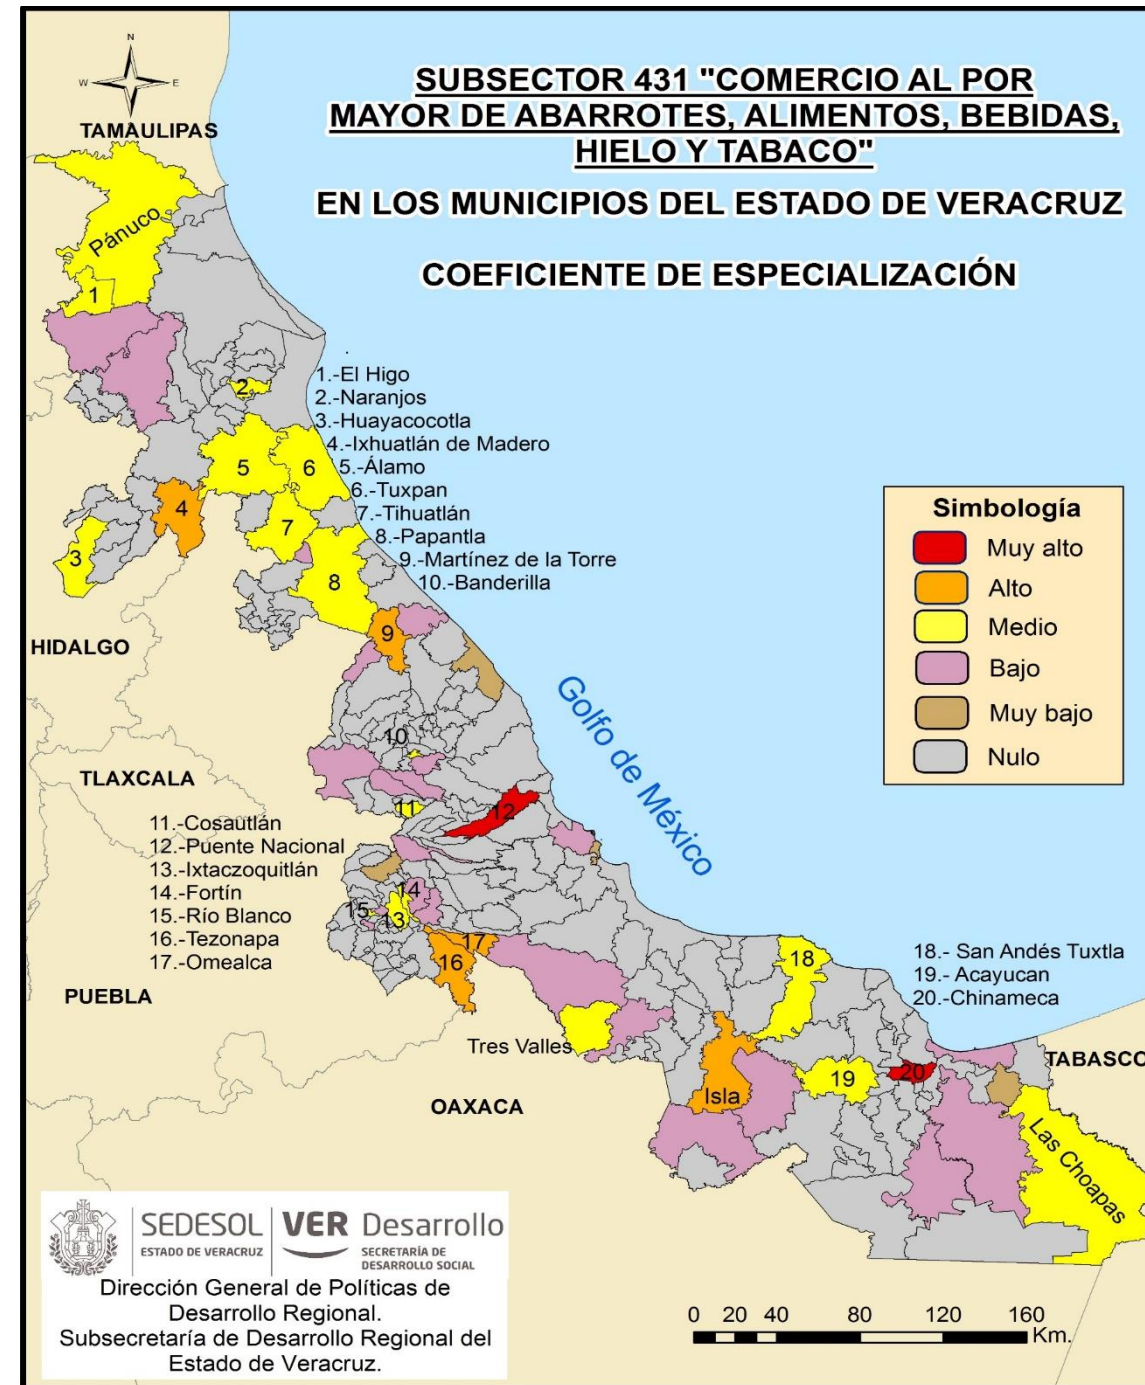 N
W
E
S
SUBSECTOR 431 "COMERCIO AL POR
MAYOR DE ABARROTES, ALIMENTOS, BEBIDAS,
HIELO Y TABACO"
EN LOS MUNICIPIOS DEL ESTADO DE VERACRUZ
COEFICIENTE DE ESPECIALIZACIÓN
TAMAULIPAS
Pánuco
1
2
3
4
5
6
7
8
9
10
1.-El Higo
2.-Naranjos
3.-Huayacocotla
4.-Ixhuatlán de Madero
5.-Álamo
6.-Tuxpan
7.-Tihuatlán
8.-Papantla
9.-Martínez de la Torre
10.-Banderilla
Simbología
Muy alto
Alto
Medio
Bajo
Muy bajo
Nulo
HIDALGO
TLAXCALA
Golfo de México
11
12
11.-Cosautlán
12.-Puente Nacional
13.-Ixtaczoquitlán
14.-Fortín
15.-Río Blanco
16.-Tezonapa
17.-Omealca
14
15
13
17
16
PUEBLA
18
18.- San Andés Tuxtla
19.- Acayucan
20.-Chinameca
Tres Valles
TABASCO
19
20
Isla
OAXACA
Las Choapas
SEDESOL
ESTADO DE VERACRUZ
VER Desarrollo
SECRETARÍA DE
DESARROLLO SOCIAL
Dirección General de Políticas de
Desarrollo Regional.
Subsecretaría de Desarrollo Regional del
Estado de Veracruz.
0 20 40 80 120 160
Km.